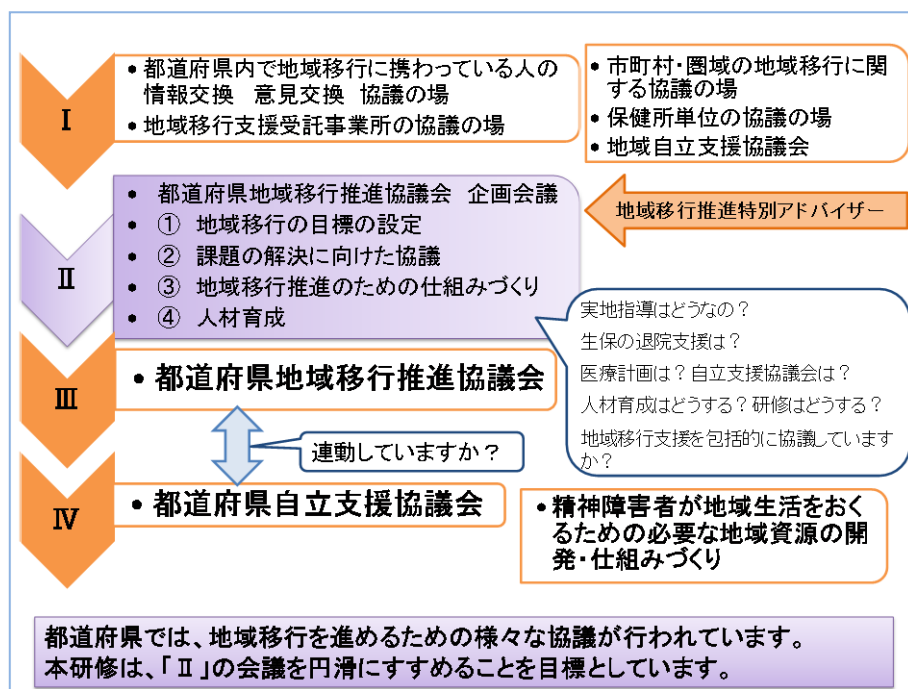 Ⅰ
• 都道府県内で地域移行に携わっている人の
情報交換 意見交換 協議の場
• 地域移行支援受託事業所の協議の場
• 市町村・圏域の地域移行に関
する協議の場
• 保健所単位の協議の場
• 地域自立支援協議会
Ⅱ
• 都道府県地域移行推進協議会 企画会議
• ① 地域移行の目標の設定
• ② 課題の解決に向けた協議
• ③ 地域移行推進のための仕組みづくり
• ④ 人材育成
地域移行推進特別アドバイザー
実地指導はどうなの？
生保の退院支援は？
医療計画は？自立支援協議会は？
人材育成はどうする？研修はどうする？
地域移行支援を包括的に協議しています
か？
Ⅲ
• 都道府県地域移行推進協議会
連動していますか？
Ⅳ
• 都道府県自立支援協議会
• 精神障害者が地域生活をおく
るための必要な地域資源の開
発・仕組みづくり
都道府県では、地域移行を進めるための様々な協議が行われています。
本研修は、「Ⅱ」の会議を円滑にすすめることを目標としています。